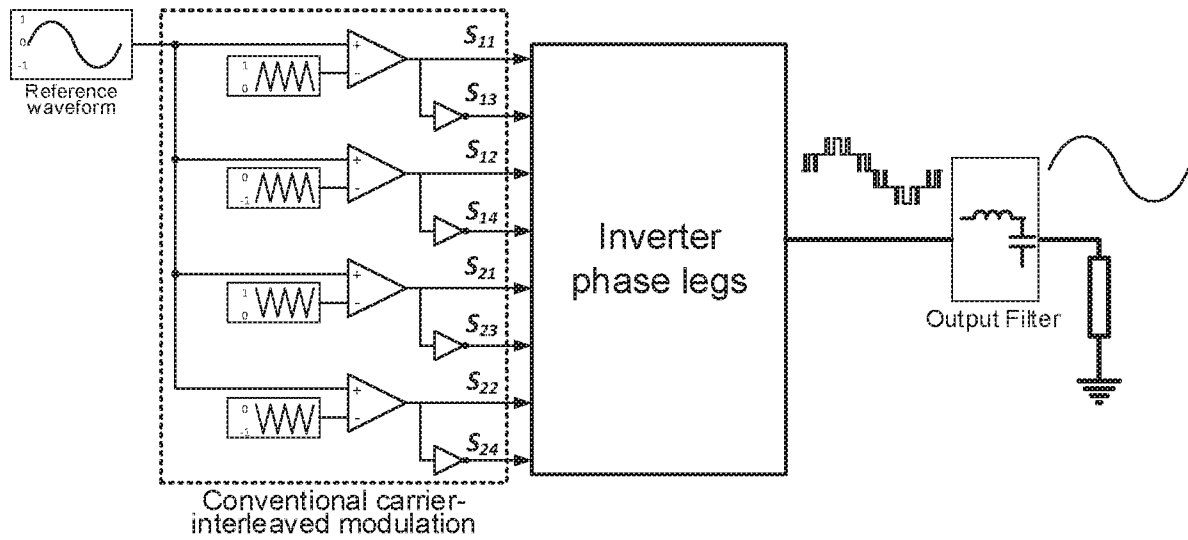 1
0
-1
Reference
waveform
+
-
1
0
S11
S13
+
-
0
-1
S12
S14
+
-
1
0
S21
S23
+
-
0
-1
S22
S24
Conventional carrier-
interleaved modulation
Inverter
phase legs
Output Filter